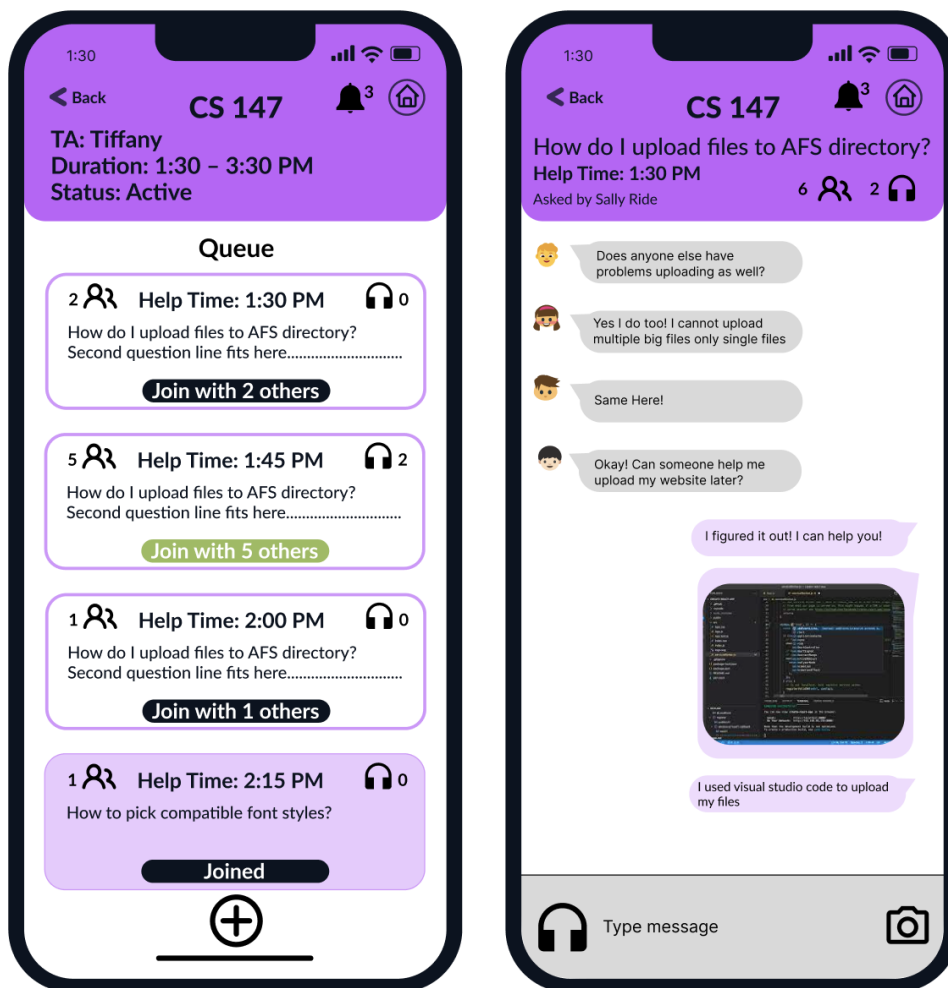 1:30
Back
CS 147
3
TA: Tiffany
Duration: 1:30 – 3:30 PM
Status: Active
Queue
2 Help Time: 1:30 PM 0
How do I upload files to AFS directory?
Second question line fits here..............................
Join with 2 others
5 Help Time: 1:45 PM 2
How do I upload files to AFS directory?
Second question line fits here..............................
Join with 5 others
1 Help Time: 2:00 PM 0
How do I upload files to AFS directory?
Second question line fits here..............................
Join with 1 others
1 Help Time: 2:15 PM 0
How to pick compatible font styles?
Joined
1:30
Back
CS 147
3
How do I upload files to AFS directory?
Help Time: 1:30 PM
6 2
Asked by Sally Ride
Does anyone else have
problems uploading as well?
Yes I do too! I cannot upload
multiple big files only single files
Same Here!
Okay! Can someone help me
upload my website later?
I figured it out! I can help you!
I used visual studio code to upload
my files
Type message